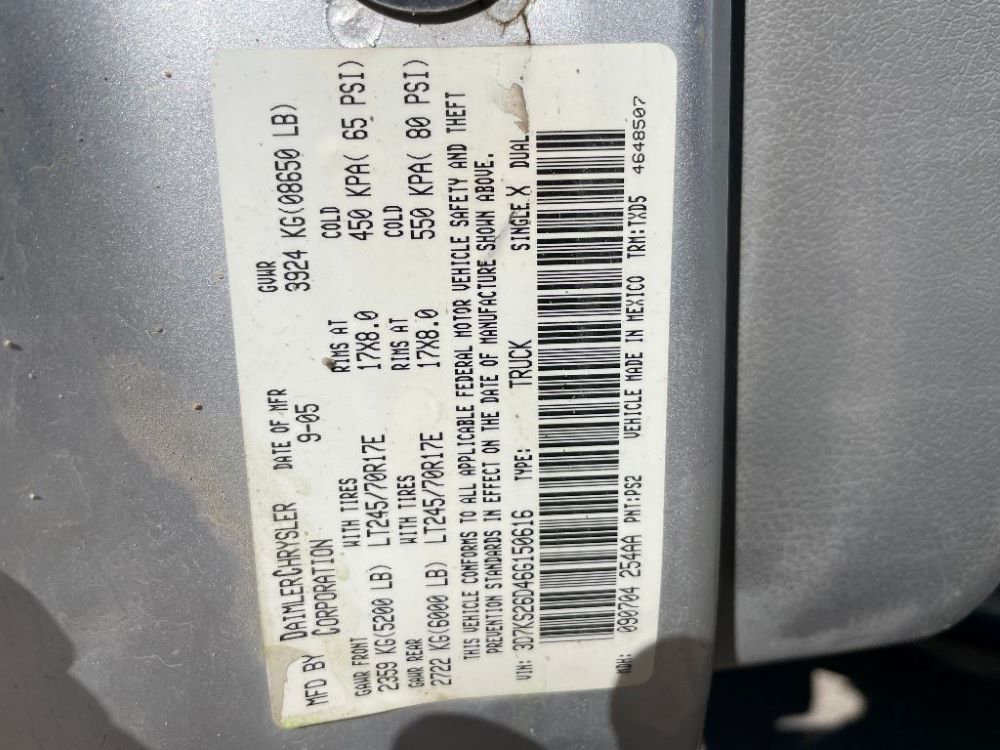 MFD BY DAIMLERCHRYSLER CORPORATION
DATE OF MFR 9-05
GVWR 3924 KG(08650 LB)
GAWR FRONT WITH TIRES RIMS AT COLD
2359 KG(5200 LB) LT245/70R17E 17X8.0 450 KPA( 65 PSI)
GAWR REAR WITH TIRES RIMS AT COLD
2722 KG(6000 LB) LT245/70R17E 17X8.0 550 KPA( 80 PSI)
THIS VEHICLE CONFORMS TO ALL APPLICABLE FEDERAL MOTOR VEHICLE SAFETY AND THEFT
PREVENTION STANDARDS IN EFFECT ON THE DATE OF MANUFACTURE SHOWN ABOVE.
VIN: 3D7KS26D46G150616 TYPE: TRUCK SINGLE X DUAL
MDH: 090704 254AA PNT:PS2 VEHICLE MADE IN MEXICO TRM:TXD5 4648507